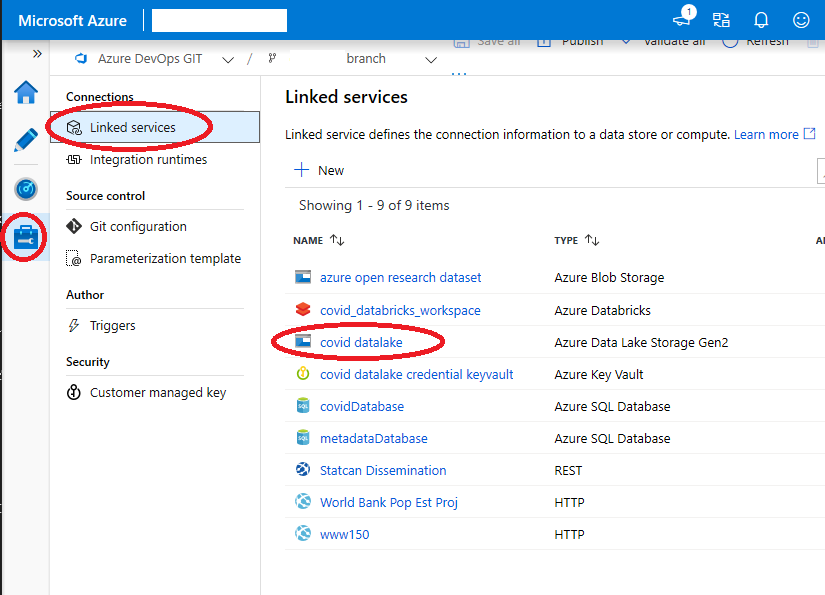 Microsoft Azure
1
Save all
Publish
Validate all
Refresh
Azure DevOps GIT
/
branch
Connections
Linked services
Integration runtimes
Source control
Git configuration
Parameterization template
Author
Triggers
Security
Customer managed key
Linked services
Linked service defines the connection information to a data store or compute. Learn more
New
Showing 1 - 9 of 9 items
NAME TYPE
azure open research dataset Azure Blob Storage
covid_databricks_workspace Azure Databricks
covid datalake Azure Data Lake Storage Gen2
covid datalake credential keyvault Azure Key Vault
covidDatabase Azure SQL Database
metadataDatabase Azure SQL Database
Statcan Dissemination REST
World Bank Pop Est Proj HTTP
www150 HTTP